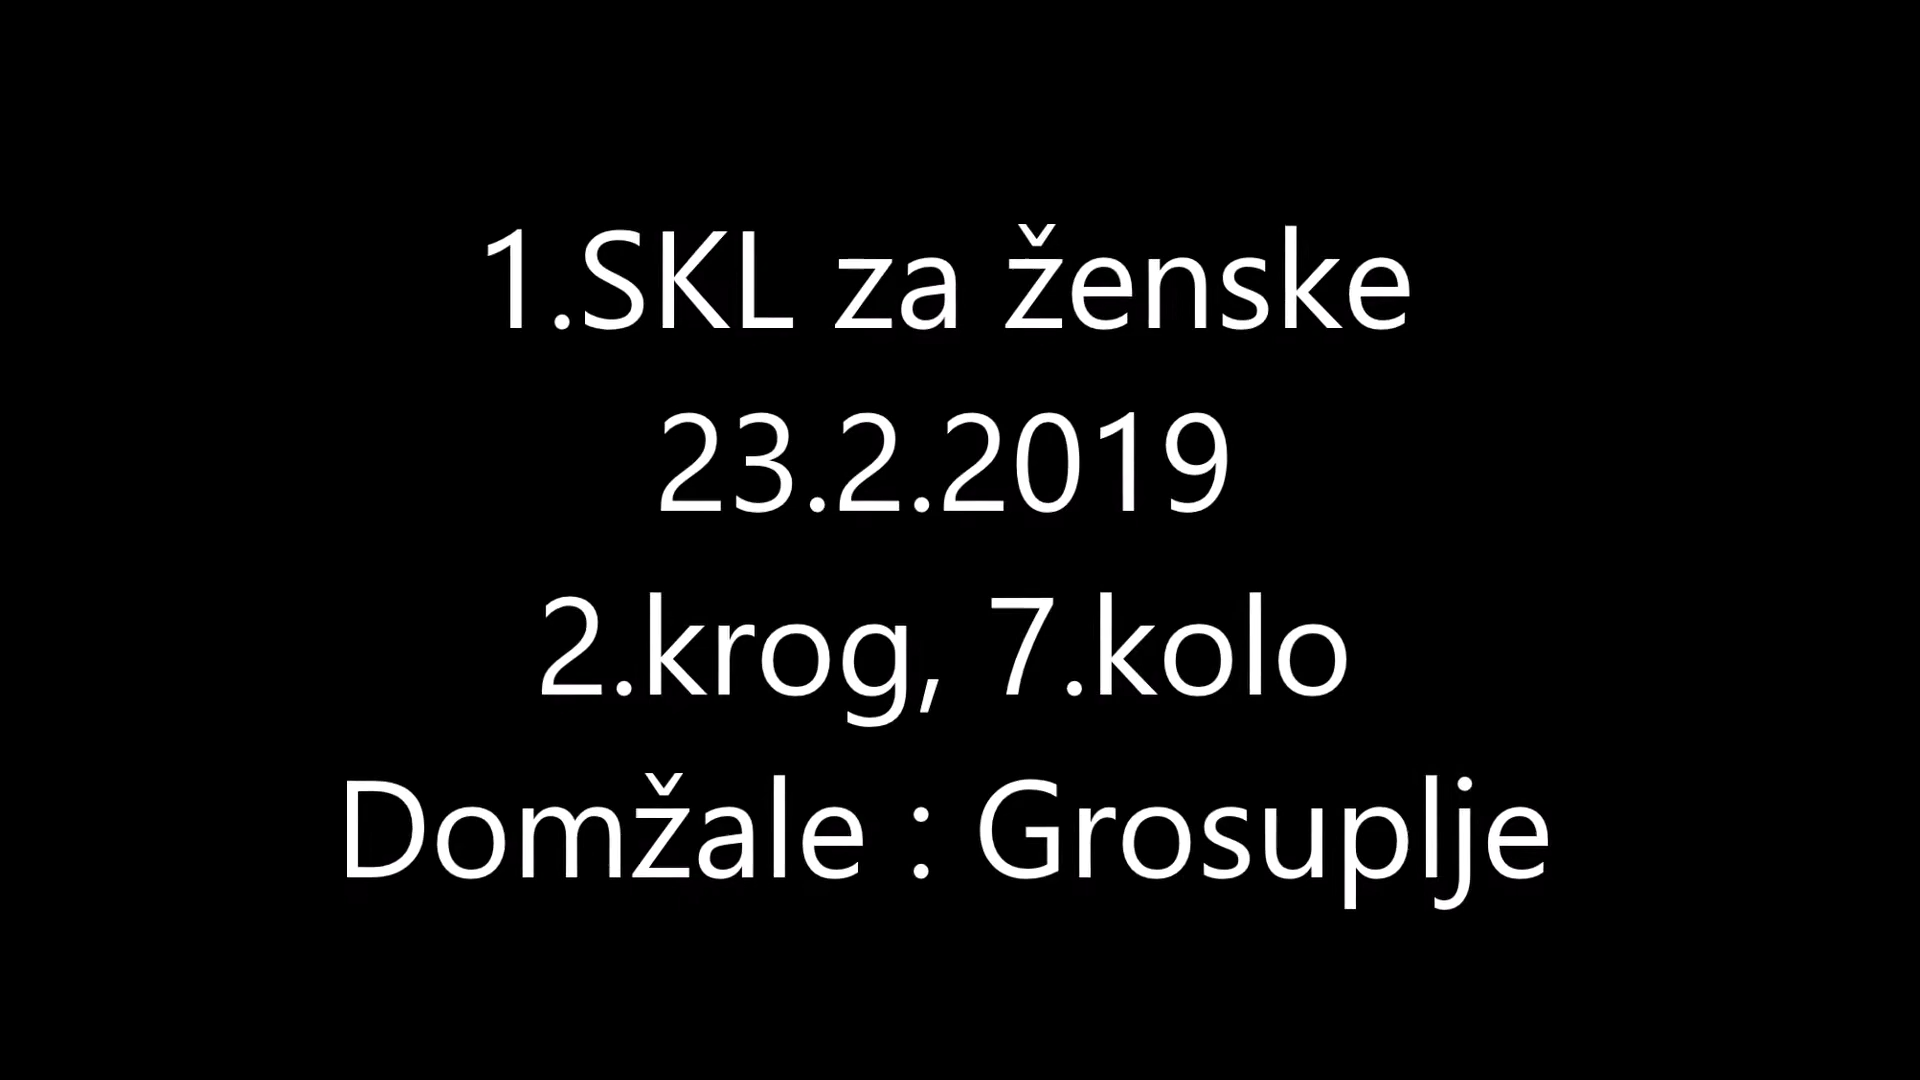 1.SKL za ženske
23.2.2019
2.krog, 7.kolo
Domžale : Grosuplje